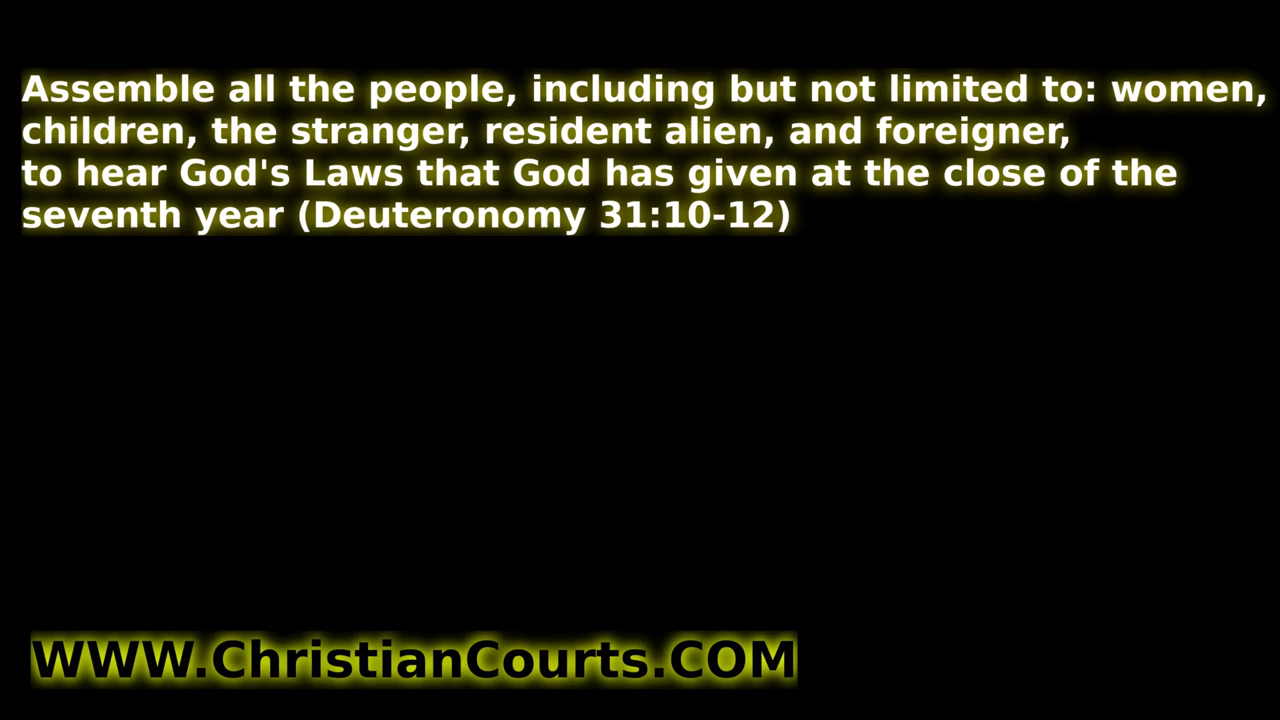 Assemble all the people, including but not limited to: women,
children, the stranger, resident alien, and foreigner,
to hear God's Laws that God has given at the close of the
seventh year (Deuteronomy 31:10-12)
WWW.ChristianCourts.COM